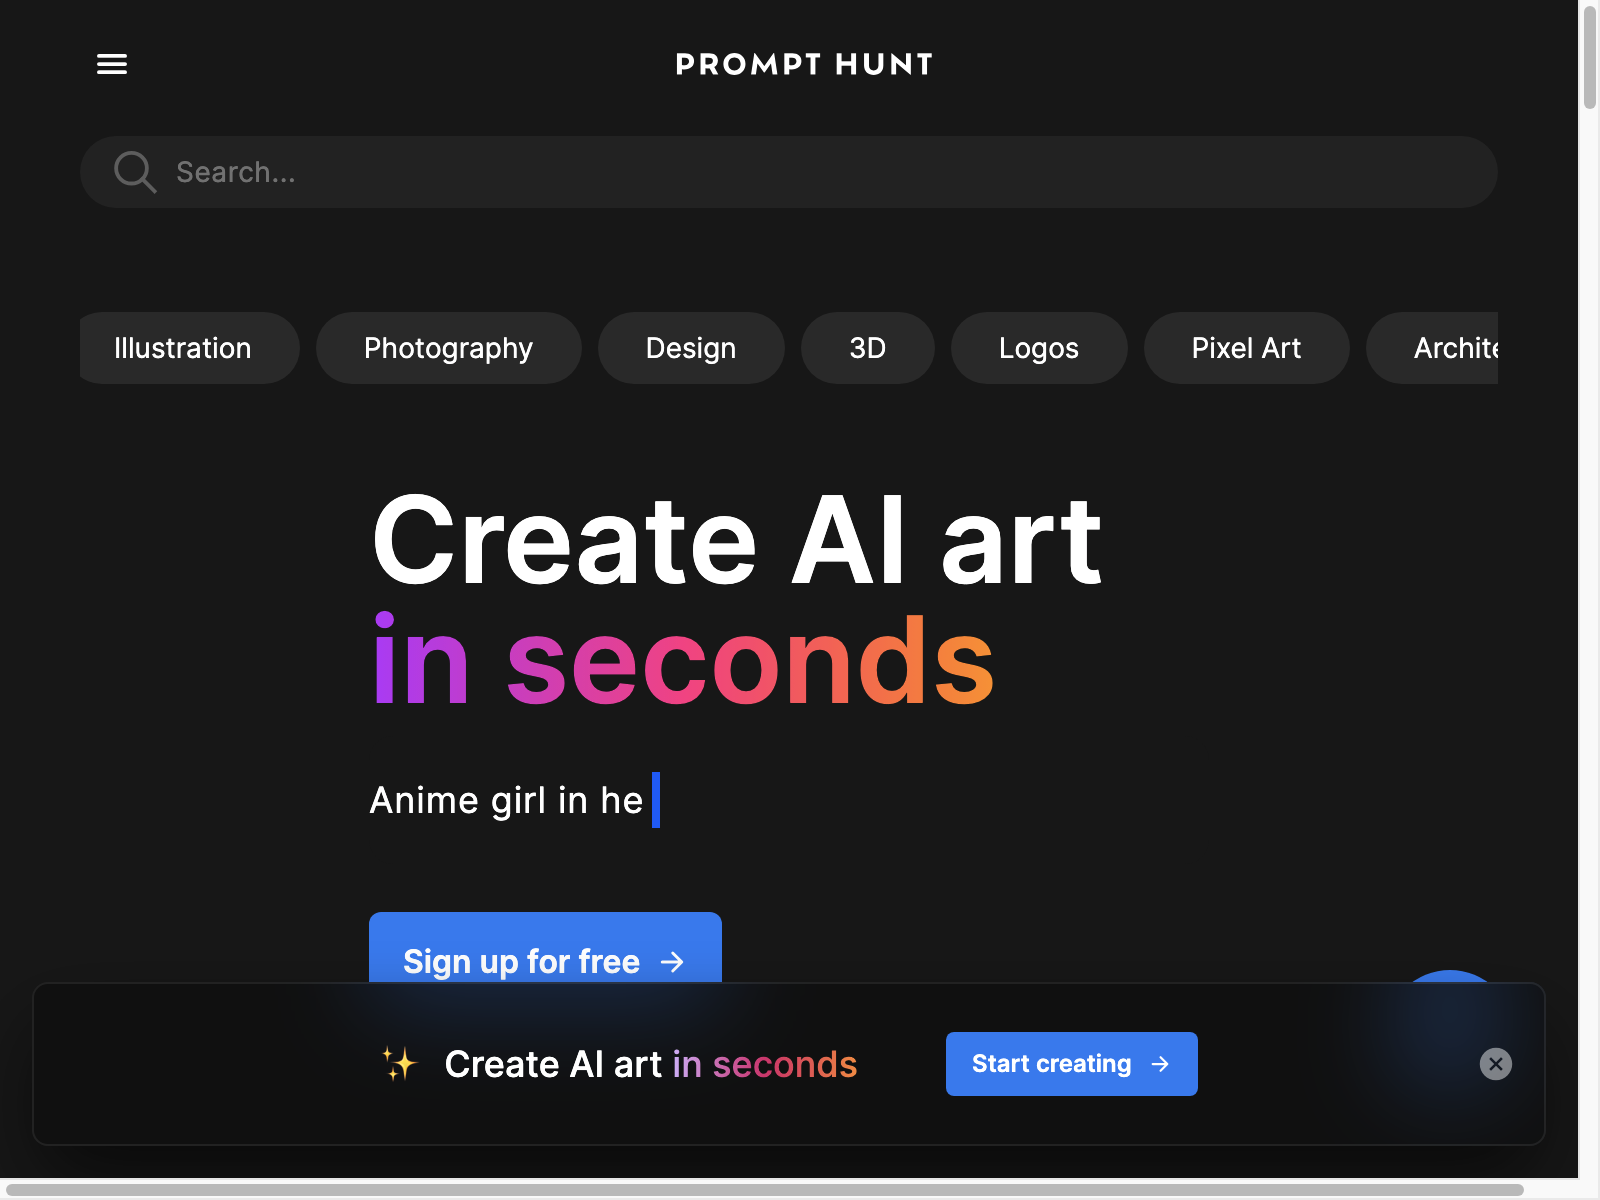 PROMPT HUNT
Search...
Illustration Photography Design 3D Logos Pixel Art Archite
Create AI art
in seconds
Anime girl in he
Sign up for free
Create AI art in seconds Start creating